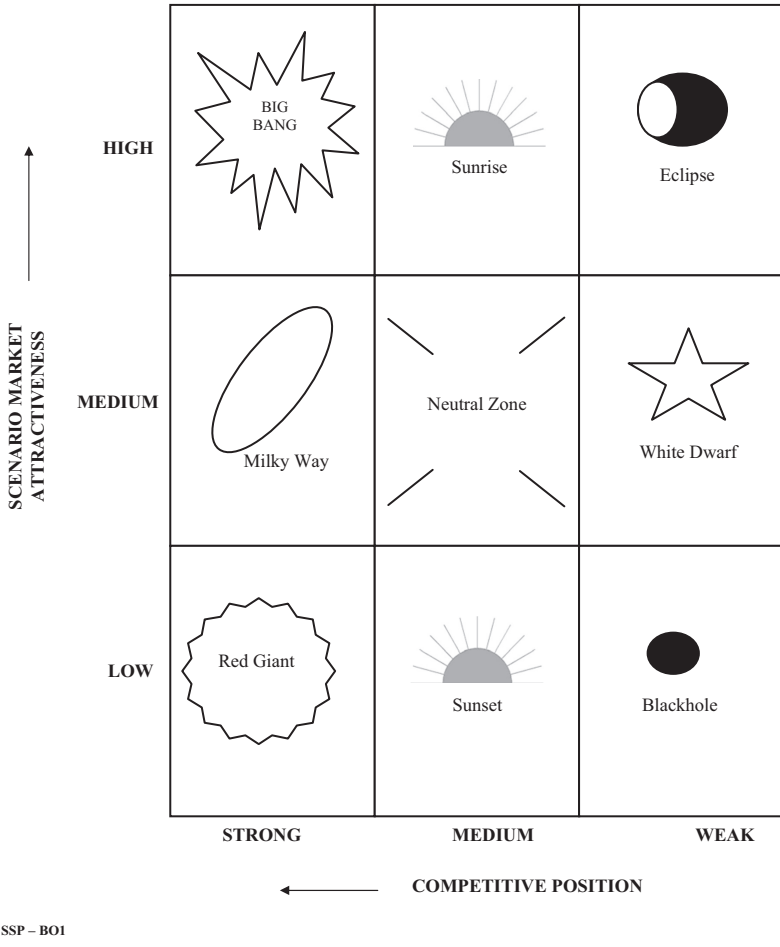 BIG
BANG
Sunrise
Eclipse
HIGH
SCENARIO MARKET
ATTRACTIVENESS
MEDIUM
Milky Way
Neutral Zone
White Dwarf
LOW
Red Giant
Sunset
Blackhole
STRONG
MEDIUM
WEAK
COMPETITIVE POSITION
SSP – BO1